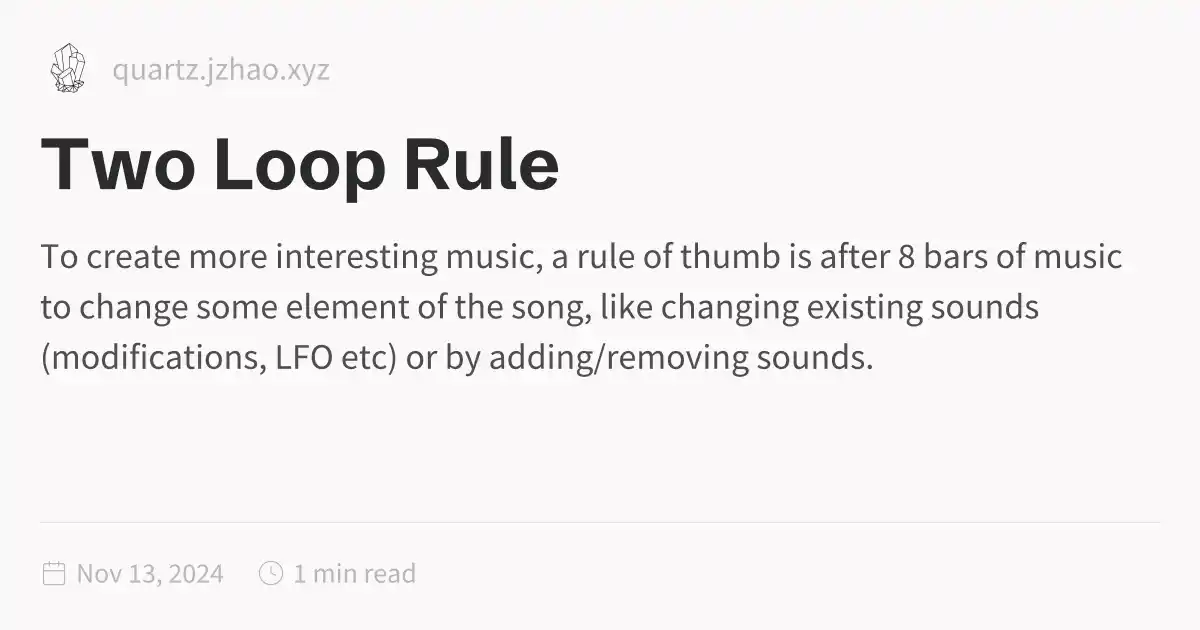 quartz.jzhao.xyz
Two Loop Rule
To create more interesting music, a rule of thumb is after 8 bars of music
to change some element of the song, like changing existing sounds
(modifications, LFO etc) or by adding/removing sounds.
Nov 13, 2024 1 min read